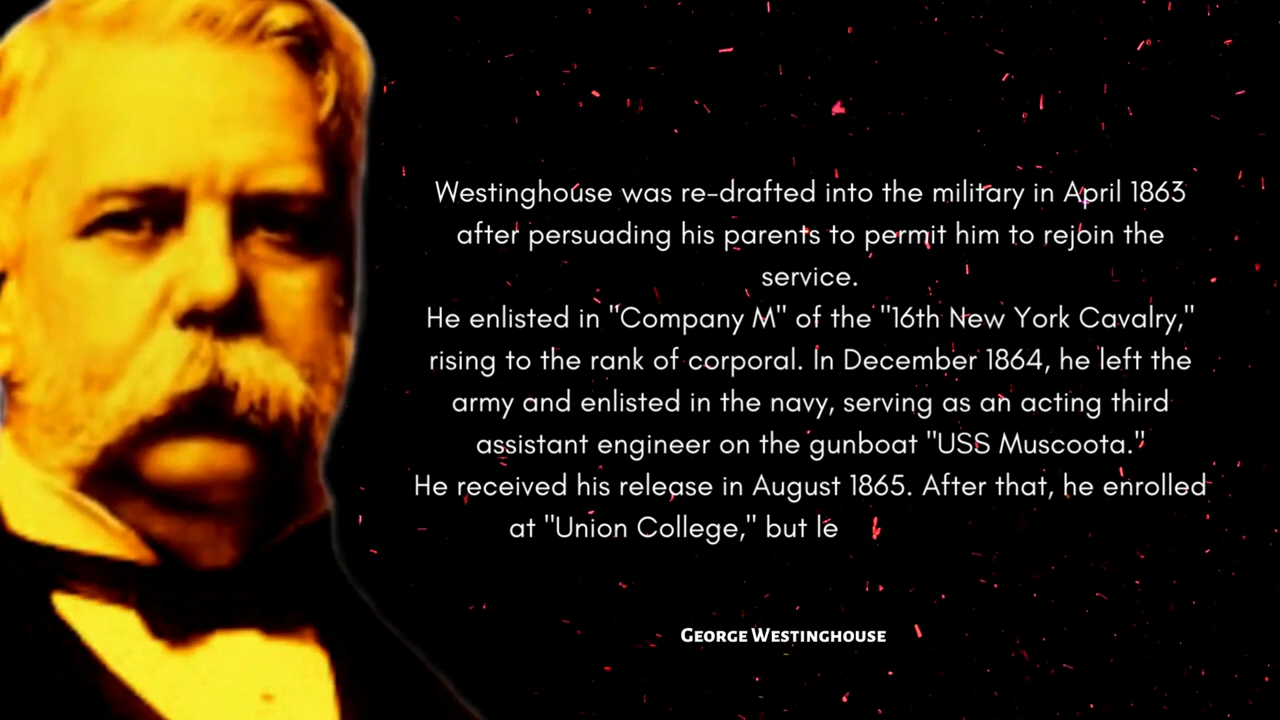 Westinghouse was re-drafted into the military in April 1863
after persuading his parents to permit him to rejoin the
service.
He enlisted in "Company M" of the "16th New York Cavalry,"
rising to the rank of corporal. In December 1864, he left the
army and enlisted in the navy, serving as an acting third
assistant engineer on the gunboat "USS Muscoota."
He received his release in August 1865. After that, he enrolled
at "Union College," but le
George Westinghouse